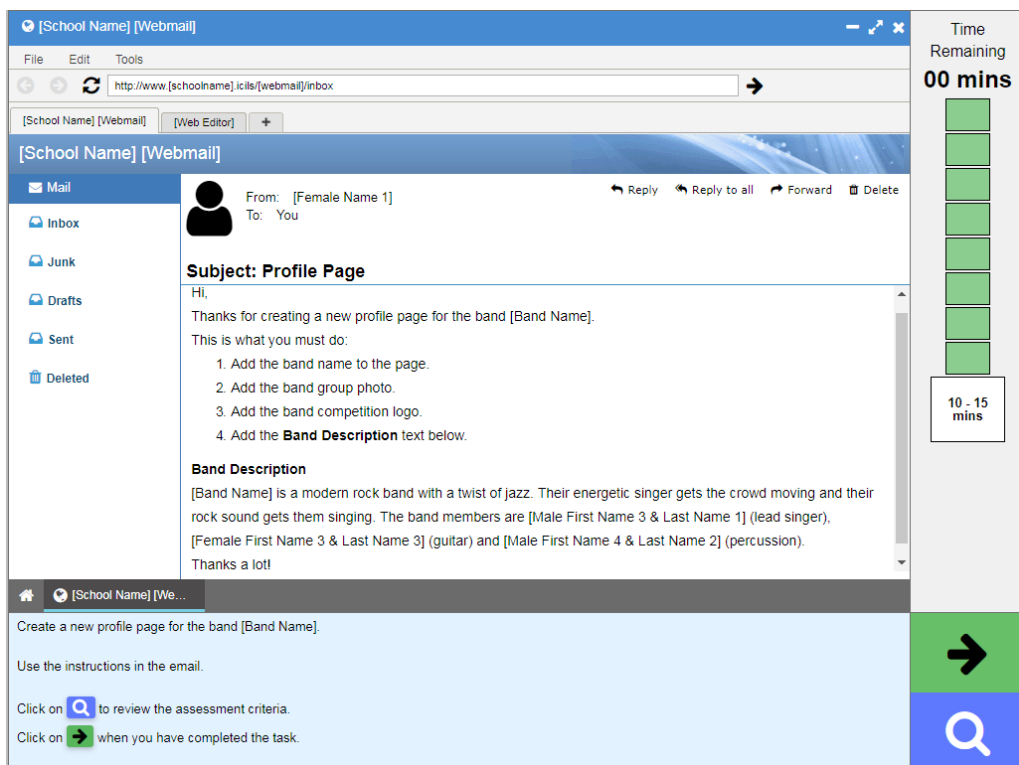 [School Name] [Webmail]
File Edit Tools
http://www.[schoolname].icils/[webmail]/inbox
[School Name] [Webmail] [Web Editor] +
[School Name] [Webmail]
Mail
Inbox
Junk
Drafts
Sent
Deleted
From: [Female Name 1]
To: You
Reply Reply to all Forward Delete
Subject: Profile Page
Hi,
Thanks for creating a new profile page for the band [Band Name].
This is what you must do:
1. Add the band name to the page.
2. Add the band group photo.
3. Add the band competition logo.
4. Add the Band Description text below.
Band Description
[Band Name] is a modern rock band with a twist of jazz. Their energetic singer gets the crowd moving and their
rock sound gets them singing. The band members are [Male First Name 3 & Last Name 1] (lead singer),
[Female First Name 3 & Last Name 3] (guitar) and [Male First Name 4 & Last Name 2] (percussion).
Thanks a lot!
[School Name] [We...
Create a new profile page for the band [Band Name].
Use the instructions in the email.
Click on to review the assessment criteria.
Click on when you have completed the task.
Time
Remaining
00 mins
10 - 15
mins